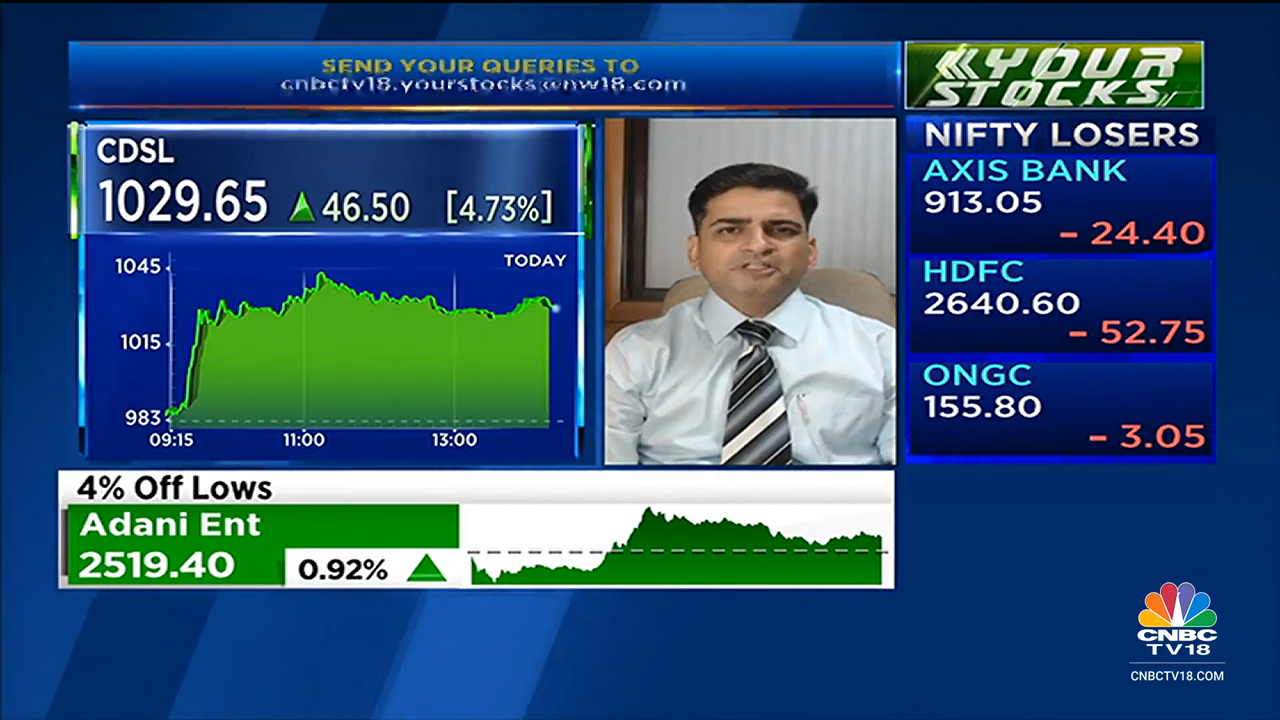 SEND YOUR QUERIES TO
cnbctv18.yourstocks@nw18.com
YOUR
STOCKS
CDSL
1029.65 46.50 [4.73%]
TODAY
1045
1015
983
09:15 11:00 13:00
NIFTY LOSERS
AXIS BANK
913.05
- 24.40
HDFC
2640.60
- 52.75
ONGC
155.80
- 3.05
4% Off Lows
Adani Ent
2519.40
0.92%
CNBC
TV18
CNBCTV18.COM